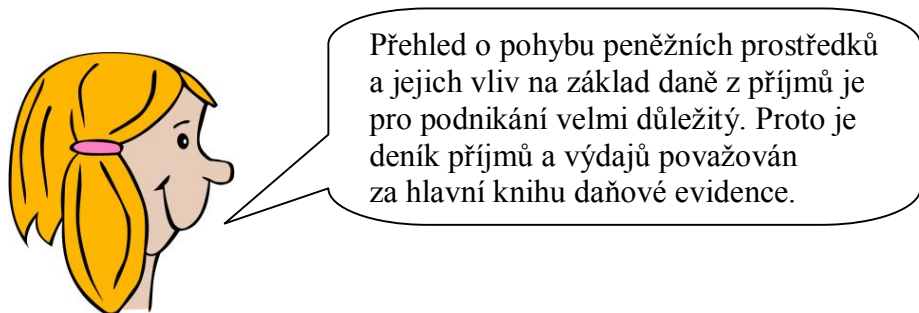 Přehled o pohybu peněžních prostředků
a jejich vliv na základ daně z příjmů je
pro podnikání velmi důležitý. Proto je
deník příjmů a výdajů považován
za hlavní knihu daňové evidence.